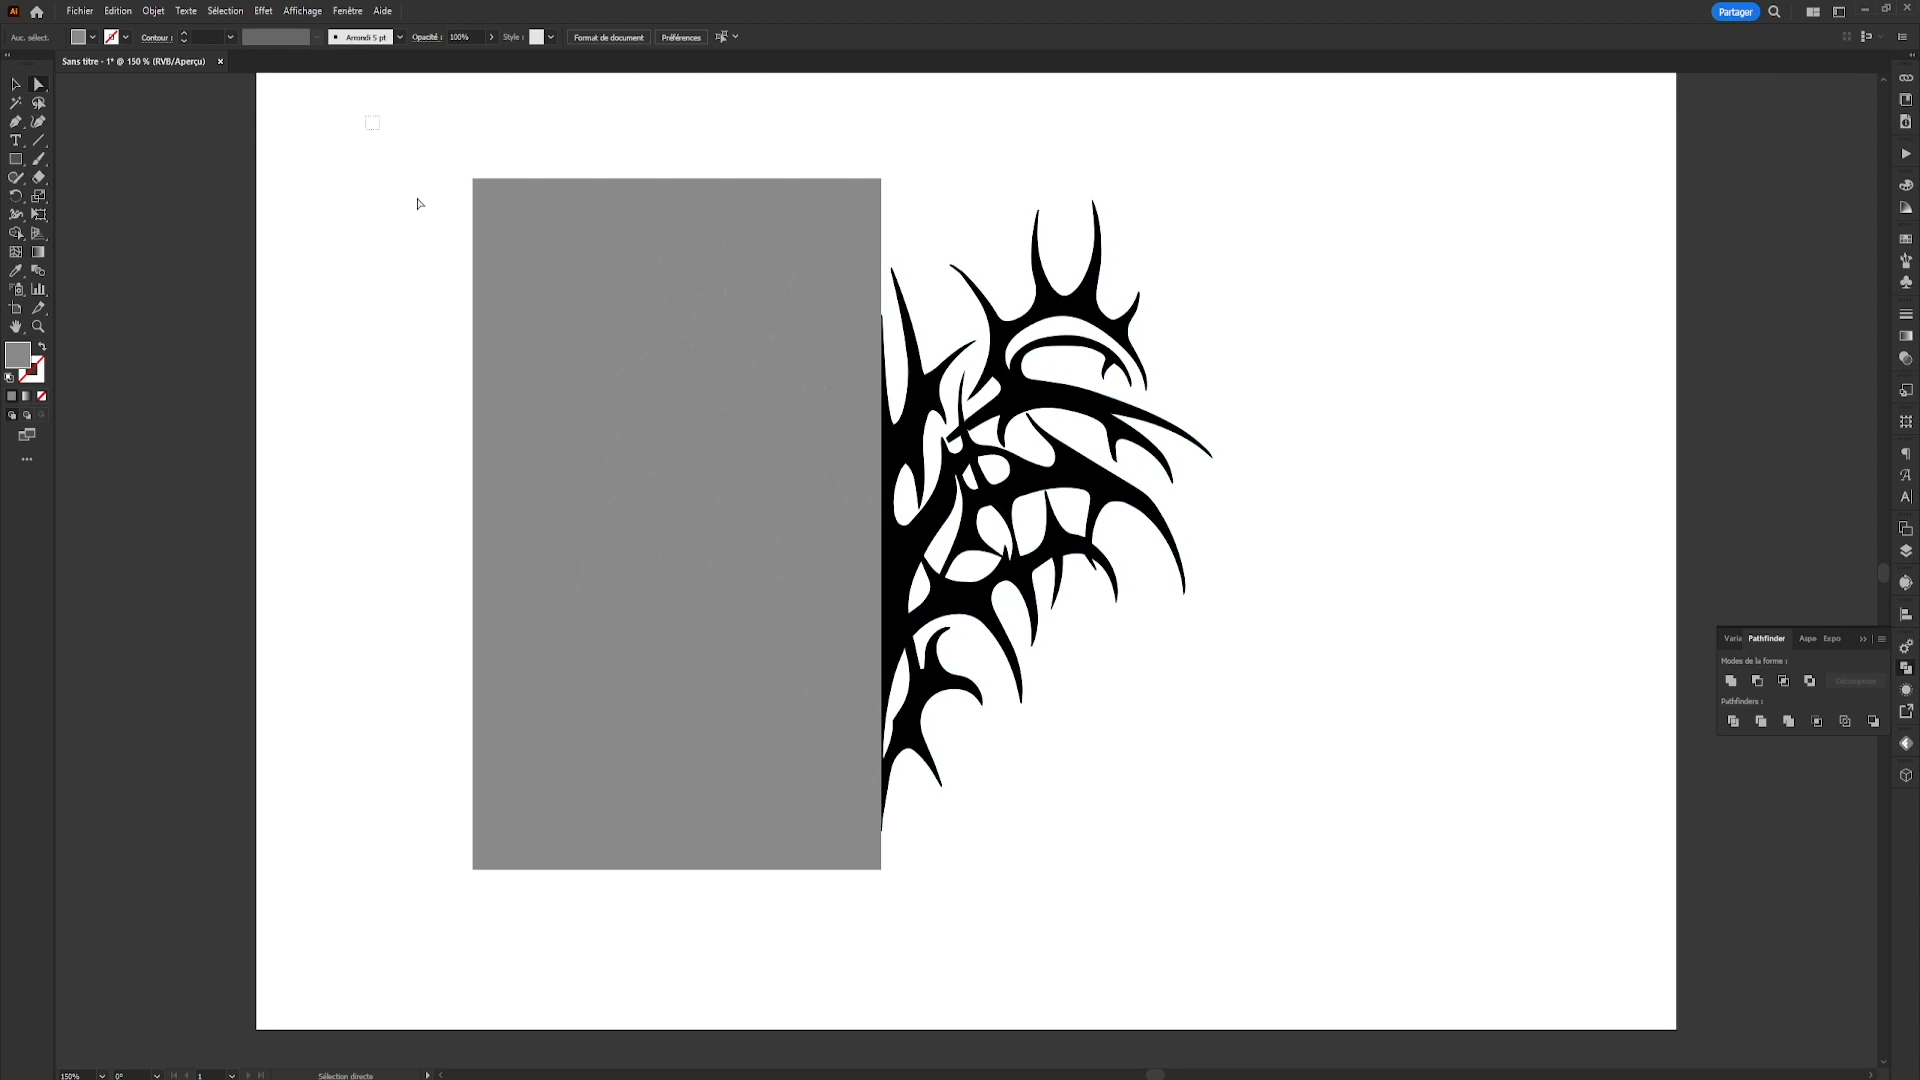 Ai Fichier Edition Objet Texte Sélection Effet Affichage Fenêtre Aide Partager
Auc. sélect. Contour : Arrondi 5 pt Opacité : 100% Style : Format de document Préférences
Sans titre - 1* @ 150 % (RVB/Aperçu)
Varia Pathfinder Aspe Expo
Modes de la forme :
Décomposer
Pathfinders :
150% 0° 1 Sélection directe